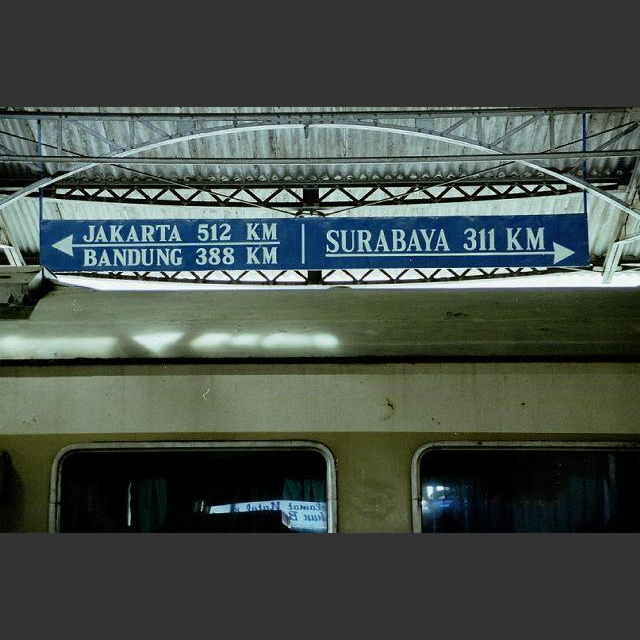 JAKARTA 512 KM
BANDUNG 388 KM
SURABAYA 311 KM